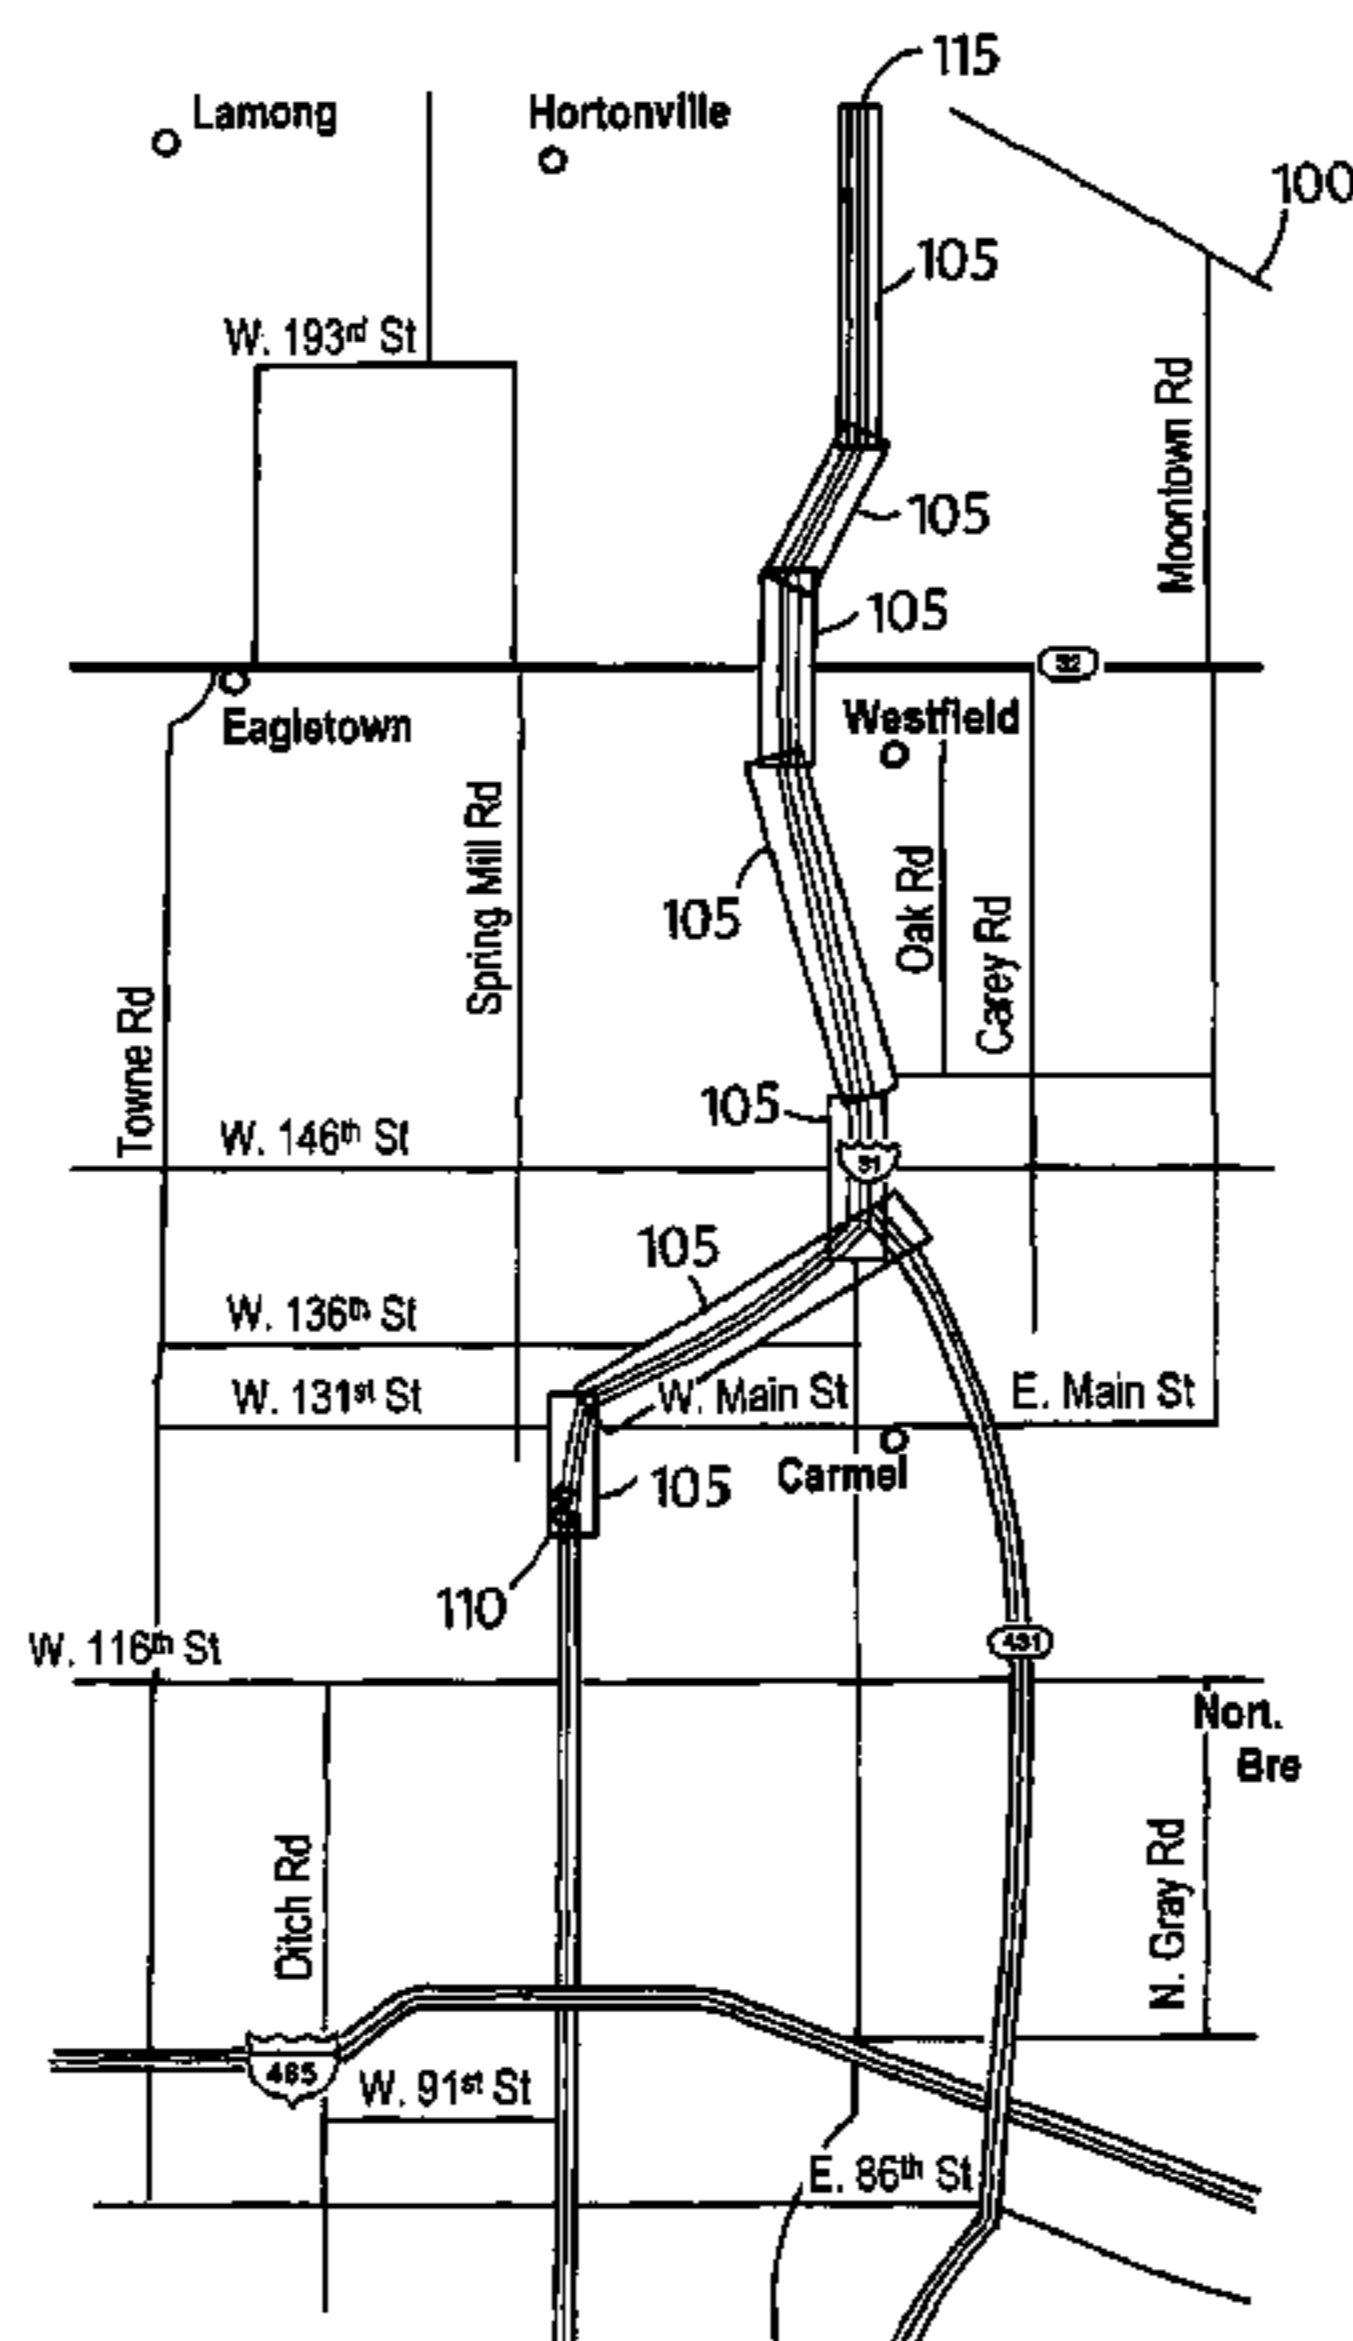 115
Lamong
Hortonville
100
105
W. 193rd St
Moontown Rd
105
105
32
Eagletown
Westfield
Spring Mill Rd
Oak Rd
105
Carey Rd
Towne Rd
105
W. 146th St
31
105
W. 136th St
W. 131st St
W. Main St
E. Main St
Carmel
105
110
W. 116th St
431
Nort.
Bre
Ditch Rd
N. Gray Rd
465
W. 91st St
E. 86th St